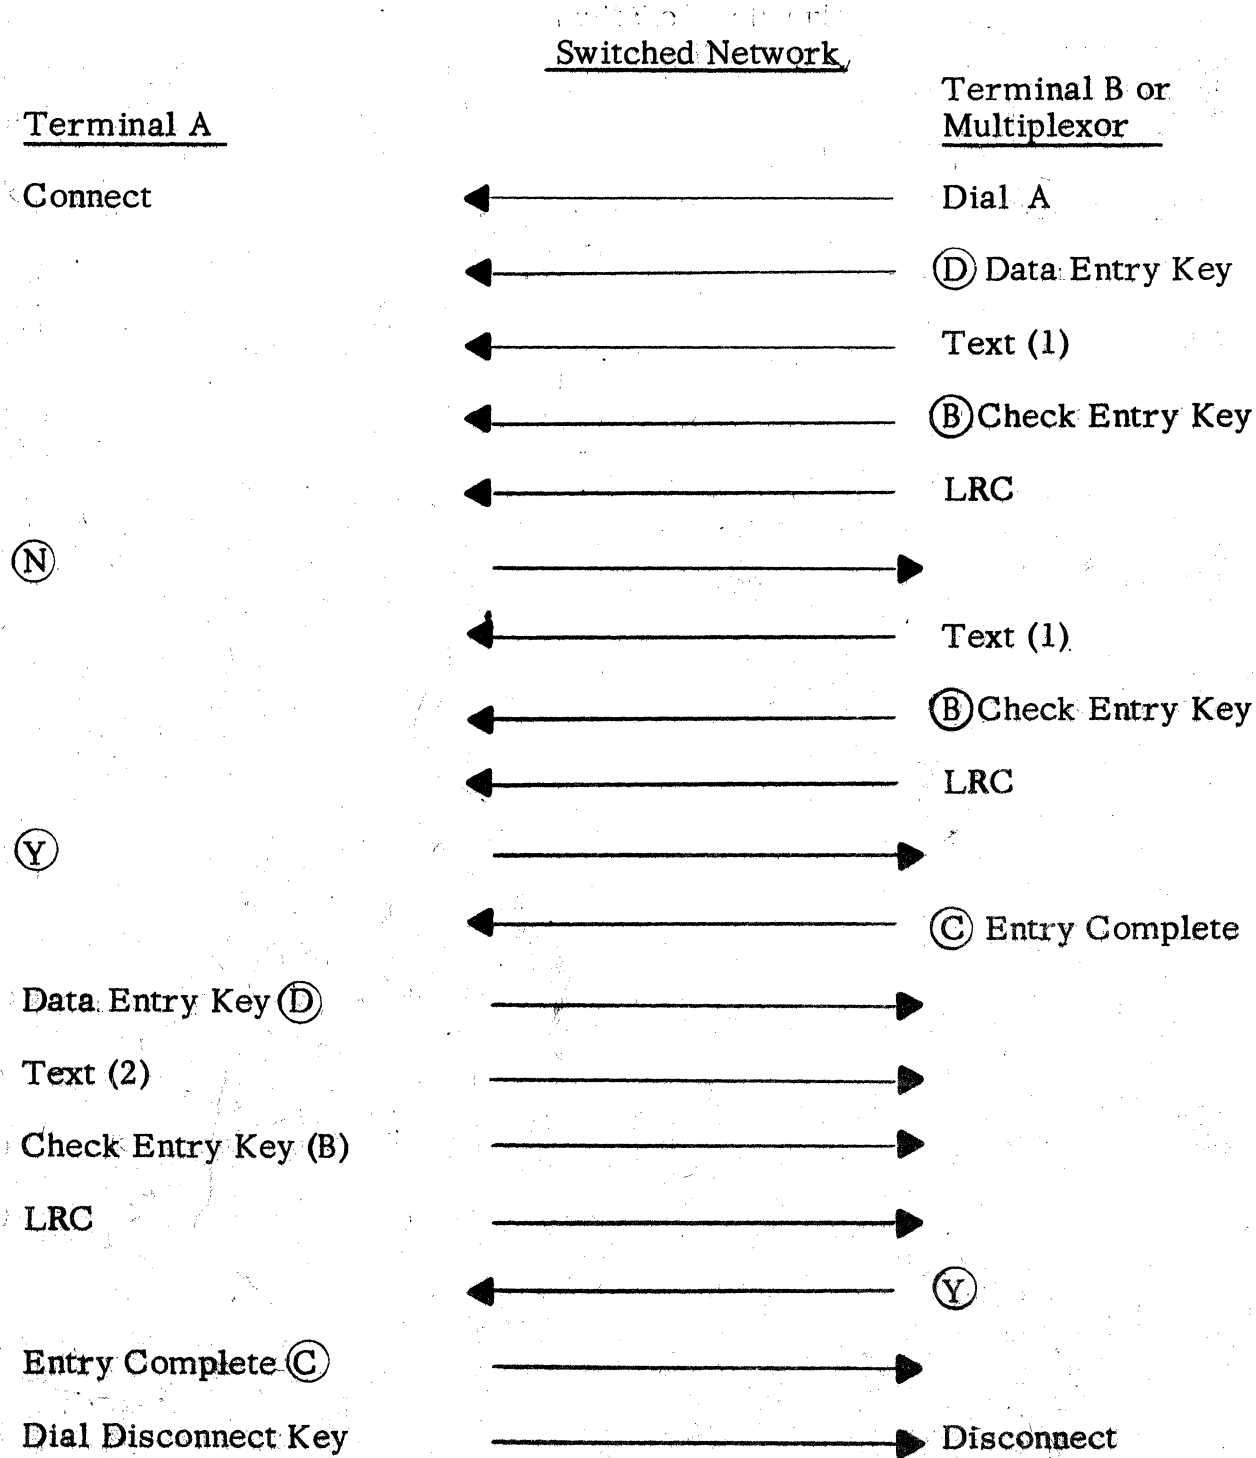 Switched Network
Terminal A
Terminal B or
Multiplexor
Connect
Dial A
Ⓓ Data Entry Key
Text (1)
Ⓑ Check Entry Key
LRC
Ⓝ
Text (1)
Ⓑ Check Entry Key
LRC
Ⓨ
Ⓒ Entry Complete
Data Entry Key Ⓓ
Text (2)
Check Entry Key (B)
LRC
Ⓨ
Entry Complete Ⓒ
Dial Disconnect Key
Disconnect